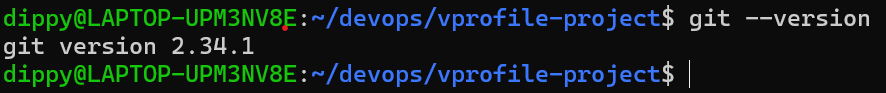 dippy@LAPTOP-UPM3NV8E:~/devops/vprofile-project$ git --version
git version 2.34.1
dippy@LAPTOP-UPM3NV8E:~/devops/vprofile-project$